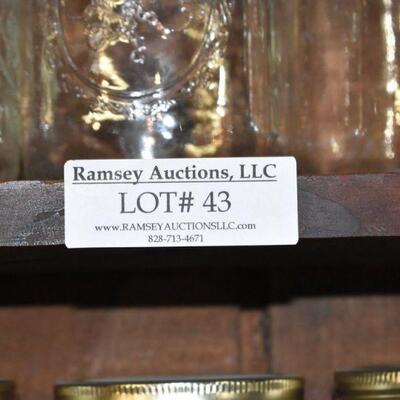 Ramsey Auctions, LLC
LOT# 43
www.RAMSEYAUCTIONSLLC.com
828-713-4671